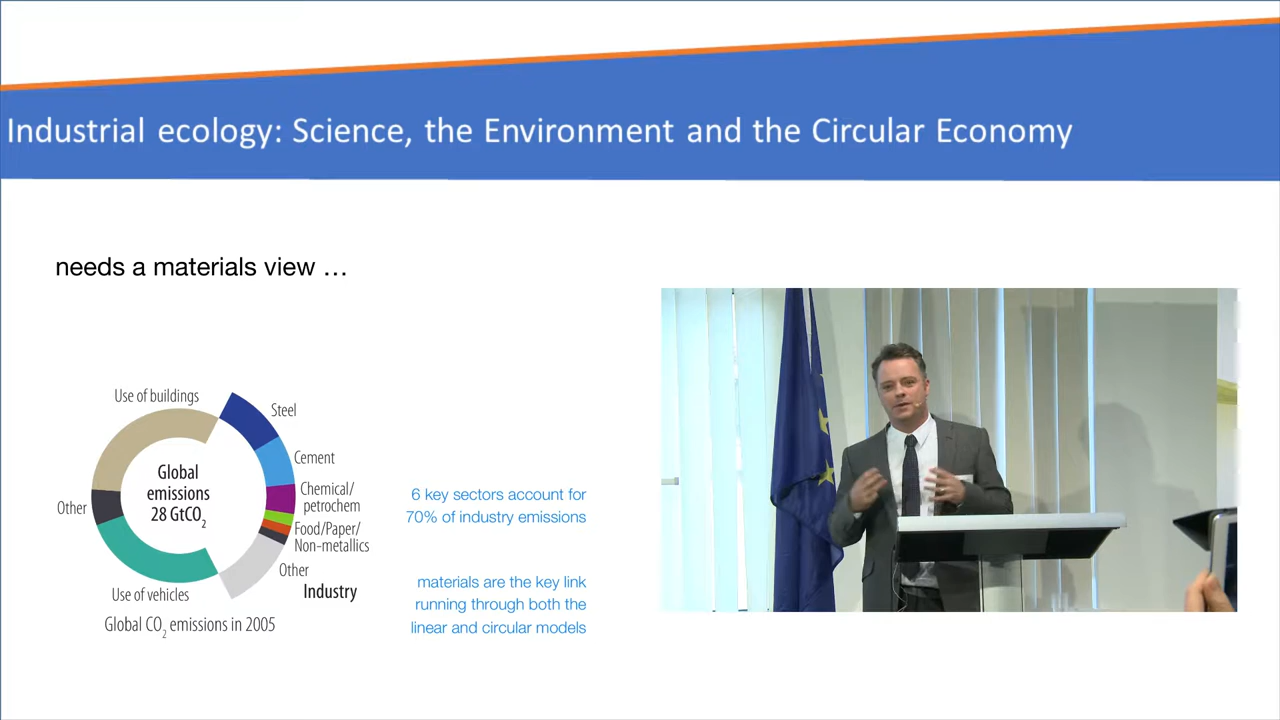 Industrial ecology: Science, the Environment and the Circular Economy
needs a materials view …
Use of buildings
Steel
Cement
Chemical/
petrochem
Food/Paper/
Non-metallics
Other
Industry
Use of vehicles
Other
Global
emissions
28 GtCO2
Global CO2 emissions in 2005
6 key sectors account for
70% of industry emissions
materials are the key link
running through both the
linear and circular models